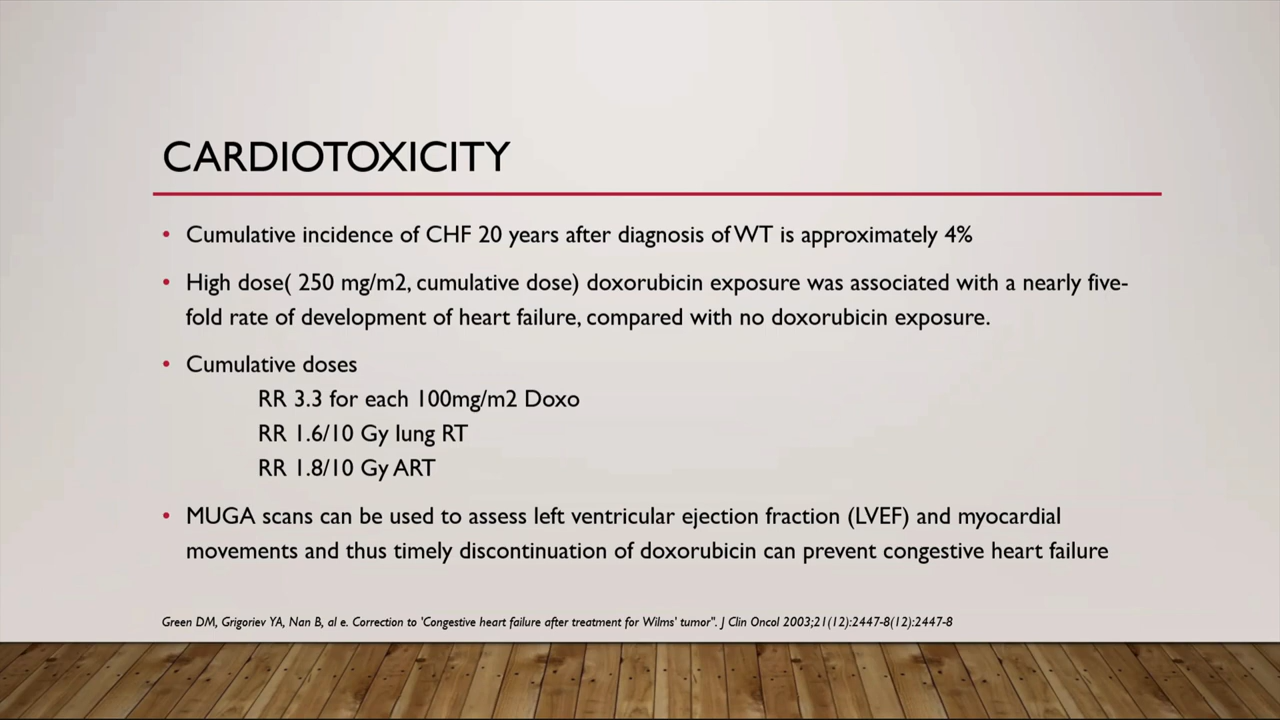 CARDIOTOXICITY
• Cumulative incidence of CHF 20 years after diagnosis of WT is approximately 4%
• High dose( 250 mg/m2, cumulative dose) doxorubicin exposure was associated with a nearly five-
fold rate of development of heart failure, compared with no doxorubicin exposure.
• Cumulative doses
RR 3.3 for each 100mg/m2 Doxo
RR 1.6/10 Gy lung RT
RR 1.8/10 Gy ART
• MUGA scans can be used to assess left ventricular ejection fraction (LVEF) and myocardial
movements and thus timely discontinuation of doxorubicin can prevent congestive heart failure
Green DM, Grigoriev YA, Nan B, al e. Correction to 'Congestive heart failure after treatment for Wilms' tumor". J Clin Oncol 2003;21(12):2447-8(12):2447-8